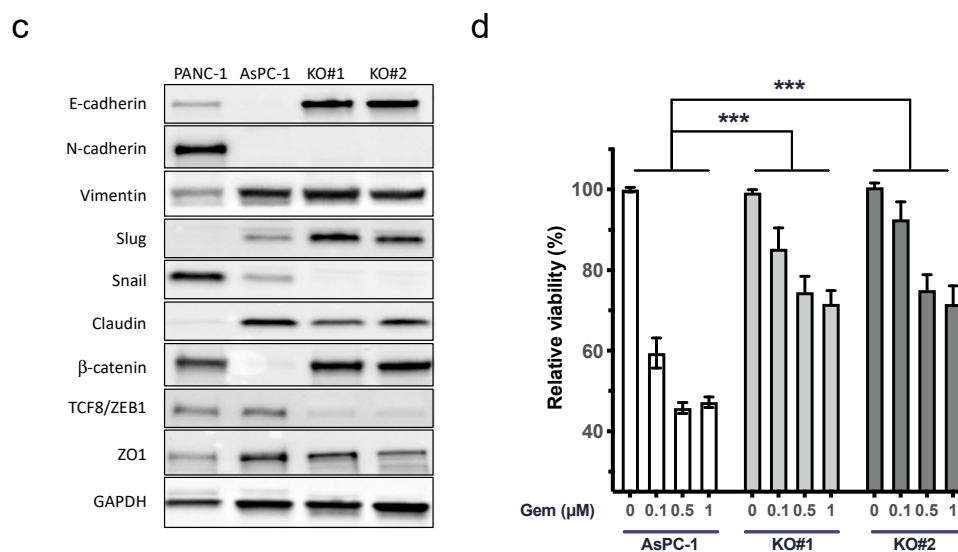 c
PANC-1 AsPC-1 KO#1 KO#2
E-cadherin
N-cadherin
Vimentin
Slug
Snail
Claudin
β-catenin
TCF8/ZEB1
ZO1
GAPDH
d
***
***
Relative viability (%)
100
80
60
40
Gem (µM) 0 0.1 0.5 1 0 0.1 0.5 1 0 0.1 0.5 1
AsPC-1 KO#1 KO#2